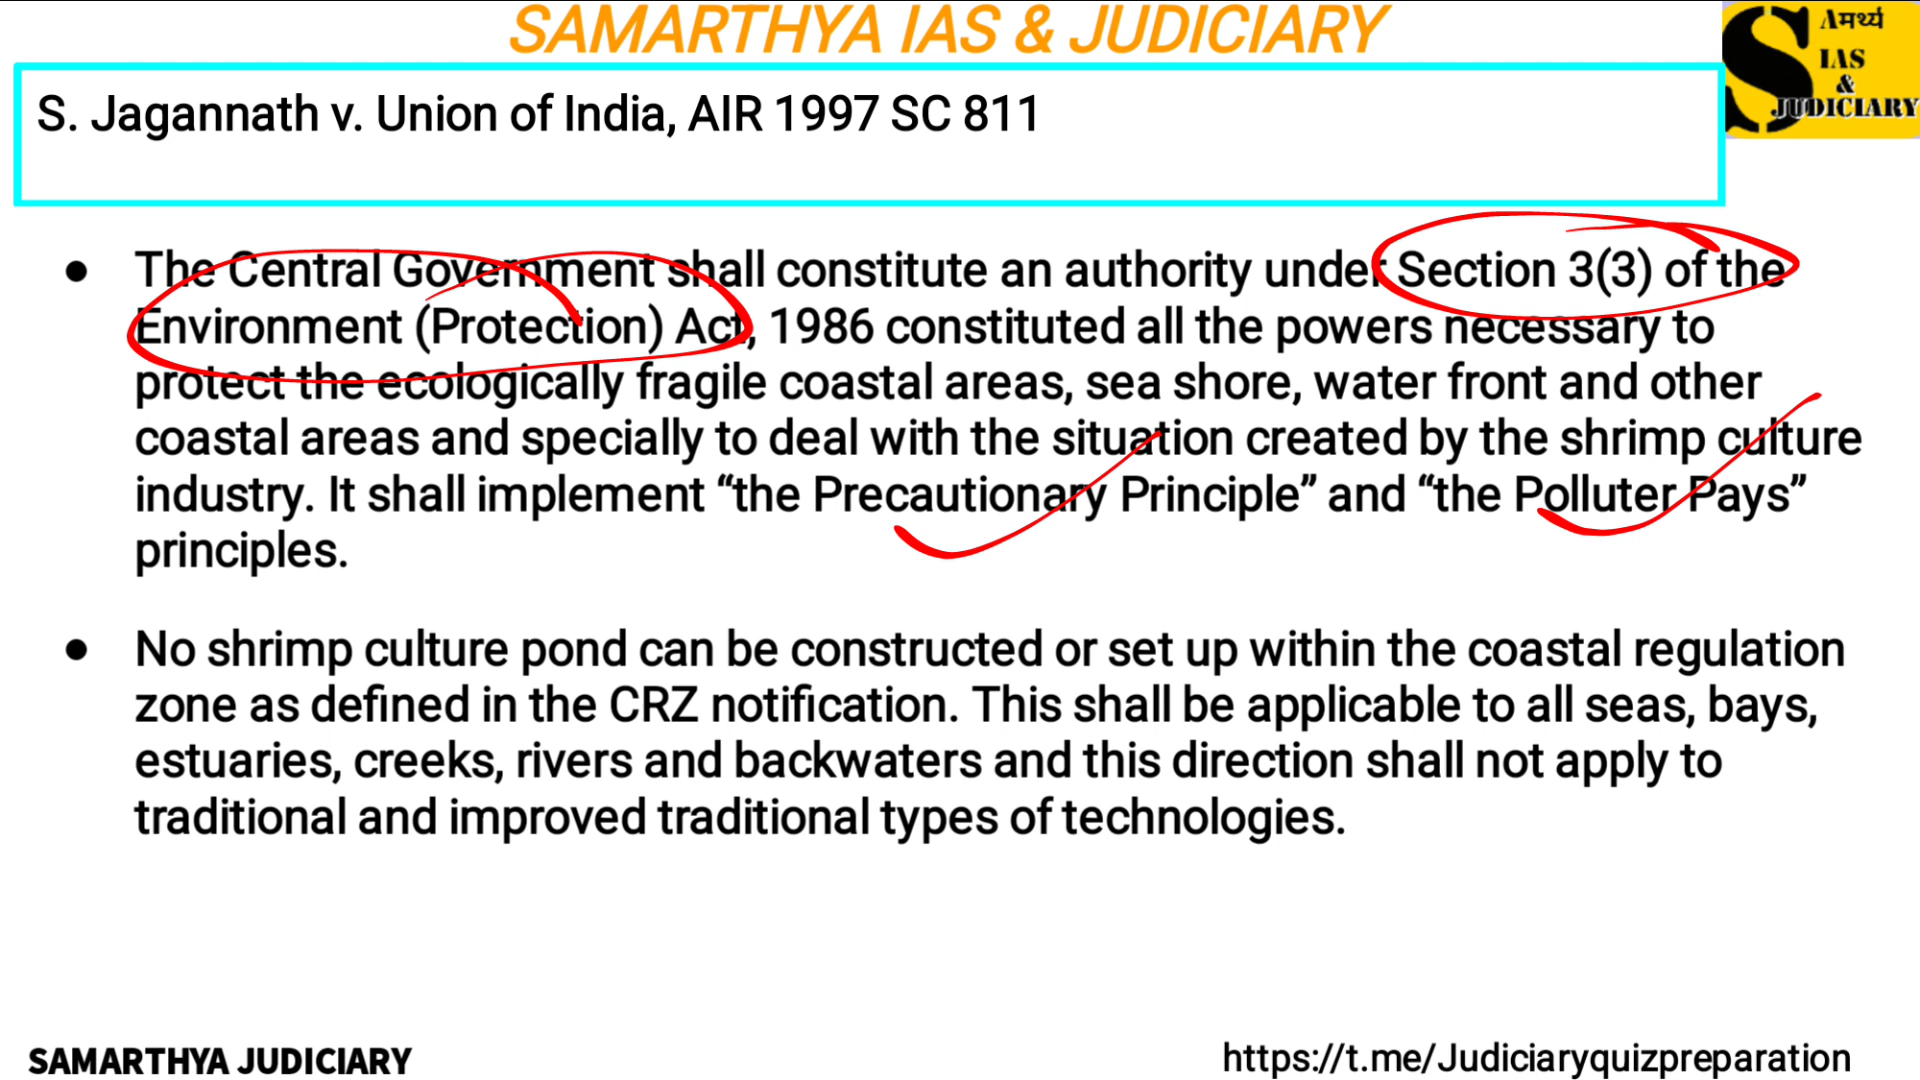 SAMARTHYA IAS & JUDICIARY
Λमर्थ्य
IAS
&
JUDICIARY
S. Jagannath v. Union of India, AIR 1997 SC 811
● The Central Government shall constitute an authority under Section 3(3) of the
Environment (Protection) Act, 1986 constituted all the powers necessary to
protect the ecologically fragile coastal areas, sea shore, water front and other
coastal areas and specially to deal with the situation created by the shrimp culture
industry. It shall implement “the Precautionary Principle” and “the Polluter Pays”
principles.
● No shrimp culture pond can be constructed or set up within the coastal regulation
zone as defined in the CRZ notification. This shall be applicable to all seas, bays,
estuaries, creeks, rivers and backwaters and this direction shall not apply to
traditional and improved traditional types of technologies.
SAMARTHYA JUDICIARY
https://t.me/Judiciaryquizpreparation